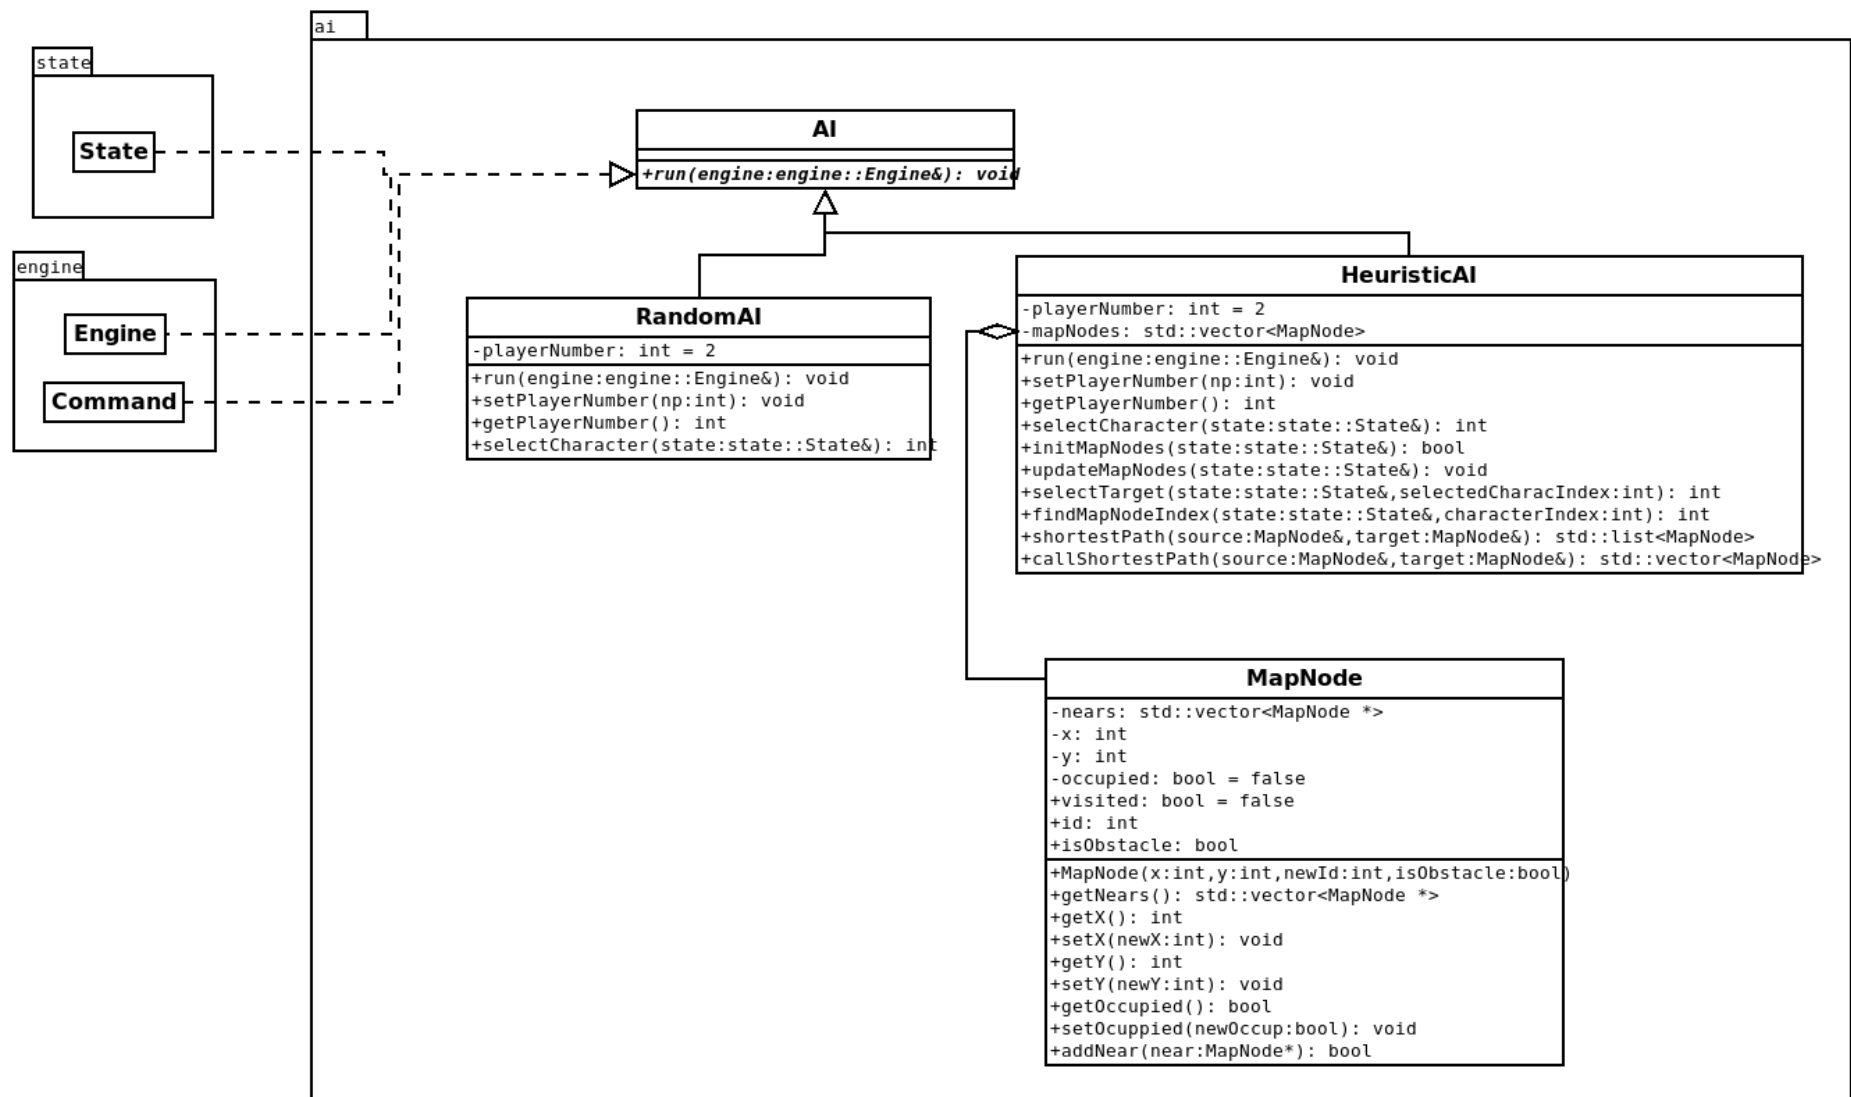 ai
state
State
engine
Engine
Command
AI
+run(engine:engine::Engine&): void
RandomAI
-playerNumber: int = 2
+run(engine:engine::Engine&): void
+setPlayerNumber(np:int): void
+getPlayerNumber(): int
+selectCharacter(state:state::State&): int
HeuristicAI
-playerNumber: int = 2
-mapNodes: std::vector<MapNode>
+run(engine:engine::Engine&): void
+setPlayerNumber(np:int): void
+getPlayerNumber(): int
+selectCharacter(state:state::State&): int
+initMapNodes(state:state::State&): bool
+updateMapNodes(state:state::State&): void
+selectTarget(state:state::State&,selectedCharacIndex:int): int
+findMapNodeIndex(state:state::State&,characterIndex:int): int
+shortestPath(source:MapNode&,target:MapNode&): std::list<MapNode>
+callShortestPath(source:MapNode&,target:MapNode&): std::vector<MapNode>
MapNode
-nears: std::vector<MapNode *>
-x: int
-y: int
-occupied: bool = false
+visited: bool = false
+id: int
+isObstacle: bool
+MapNode(x:int,y:int,newId:int,isObstacle:bool)
+getNears(): std::vector<MapNode *>
+getX(): int
+setX(newX:int): void
+getY(): int
+setY(newY:int): void
+getOccupied(): bool
+setOcuppied(newOccup:bool): void
+addNear(near:MapNode*): bool